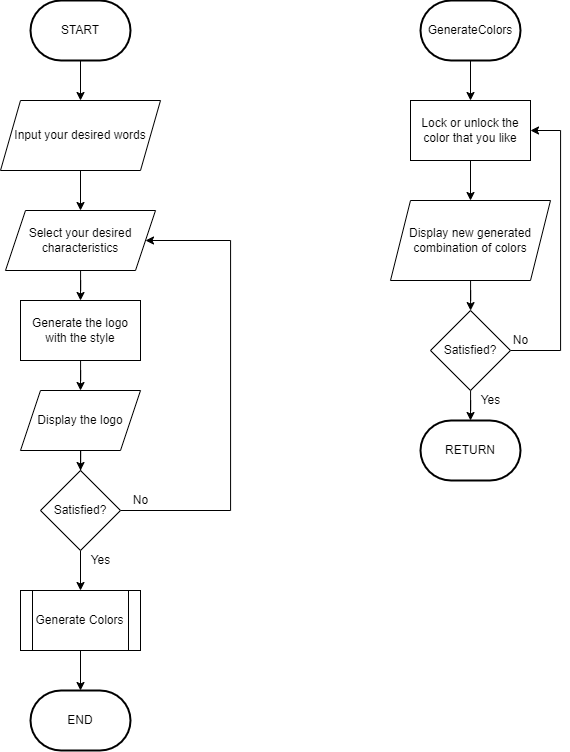 START
Input your desired words
Select your desired
characteristics
Generate the logo
with the style
Display the logo
Satisfied?
No
Yes
Generate Colors
END
GenerateColors
Lock or unlock the
color that you like
Display new generated
combination of colors
Satisfied?
No
Yes
RETURN